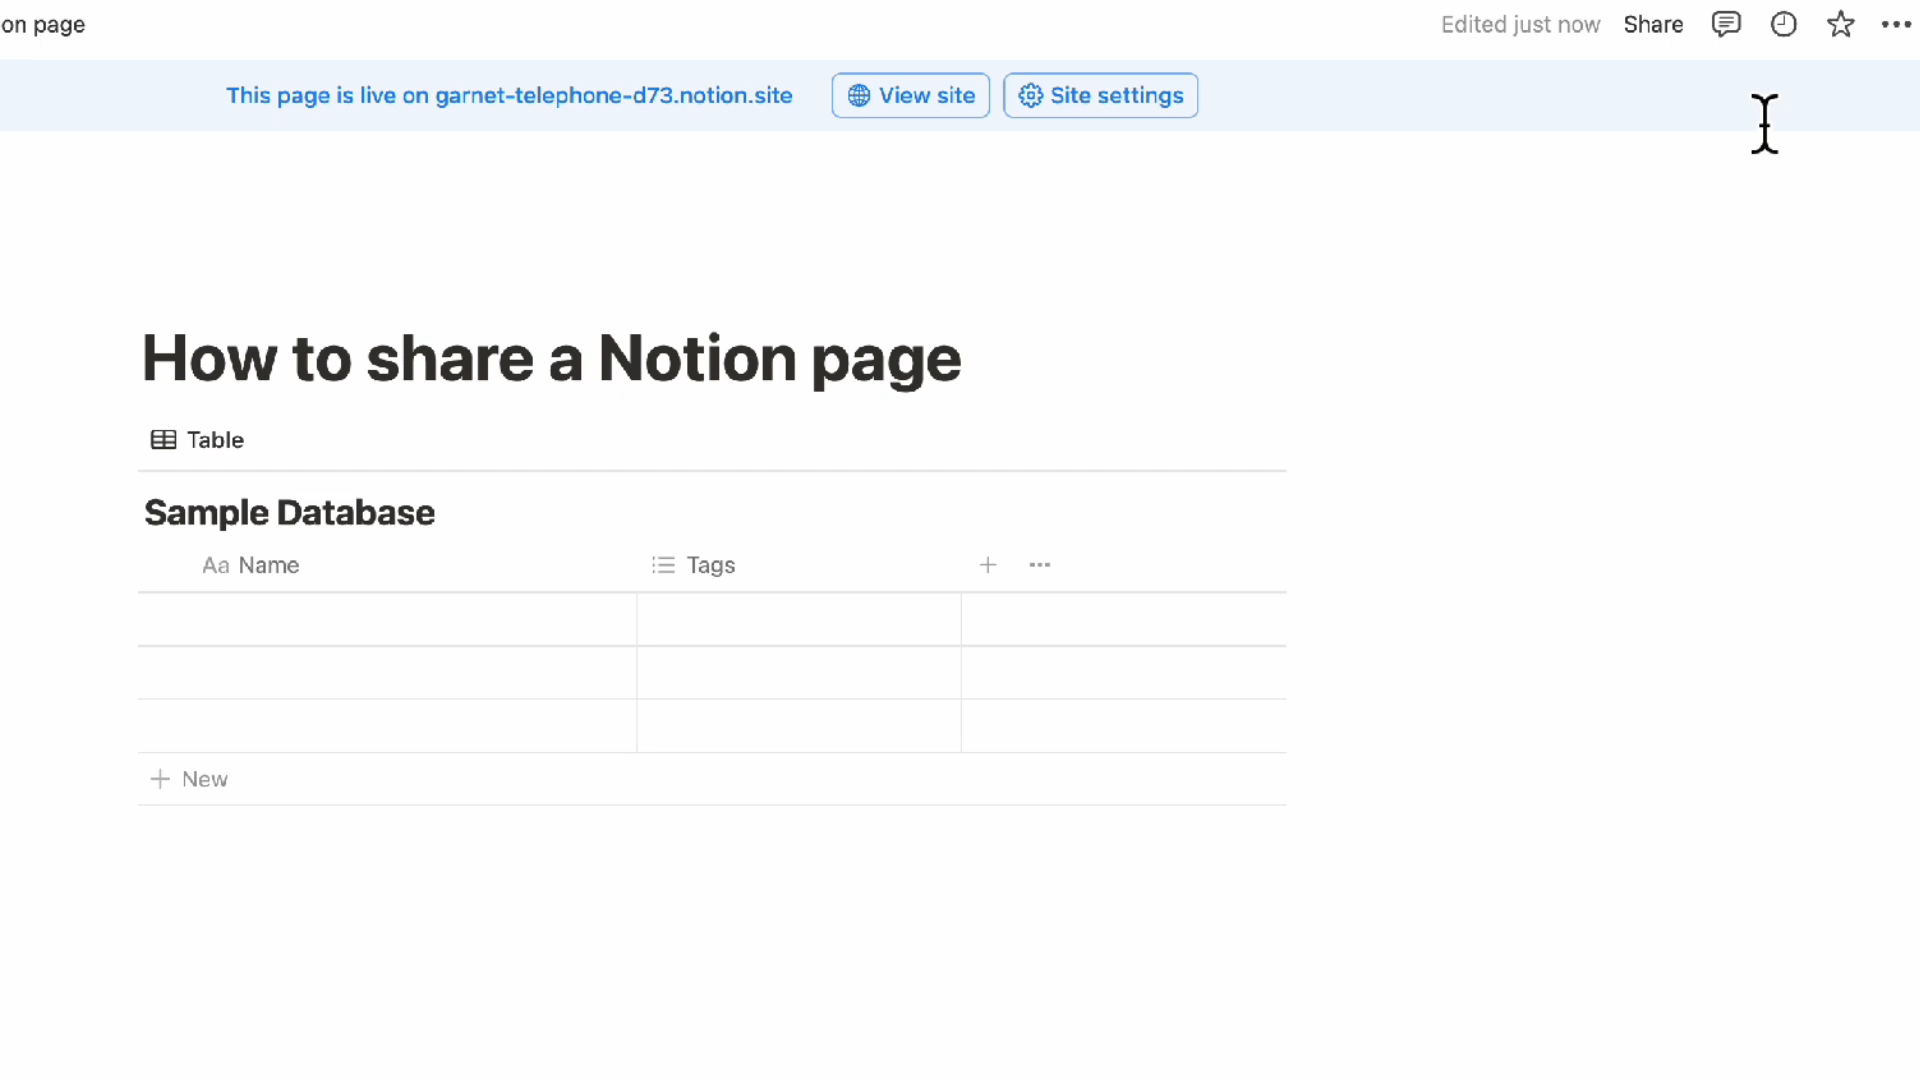 on page
Edited just now Share
This page is live on garnet-telephone-d73.notion.site View site Site settings
How to share a Notion page
Table
Sample Database
Aa Name Tags
New